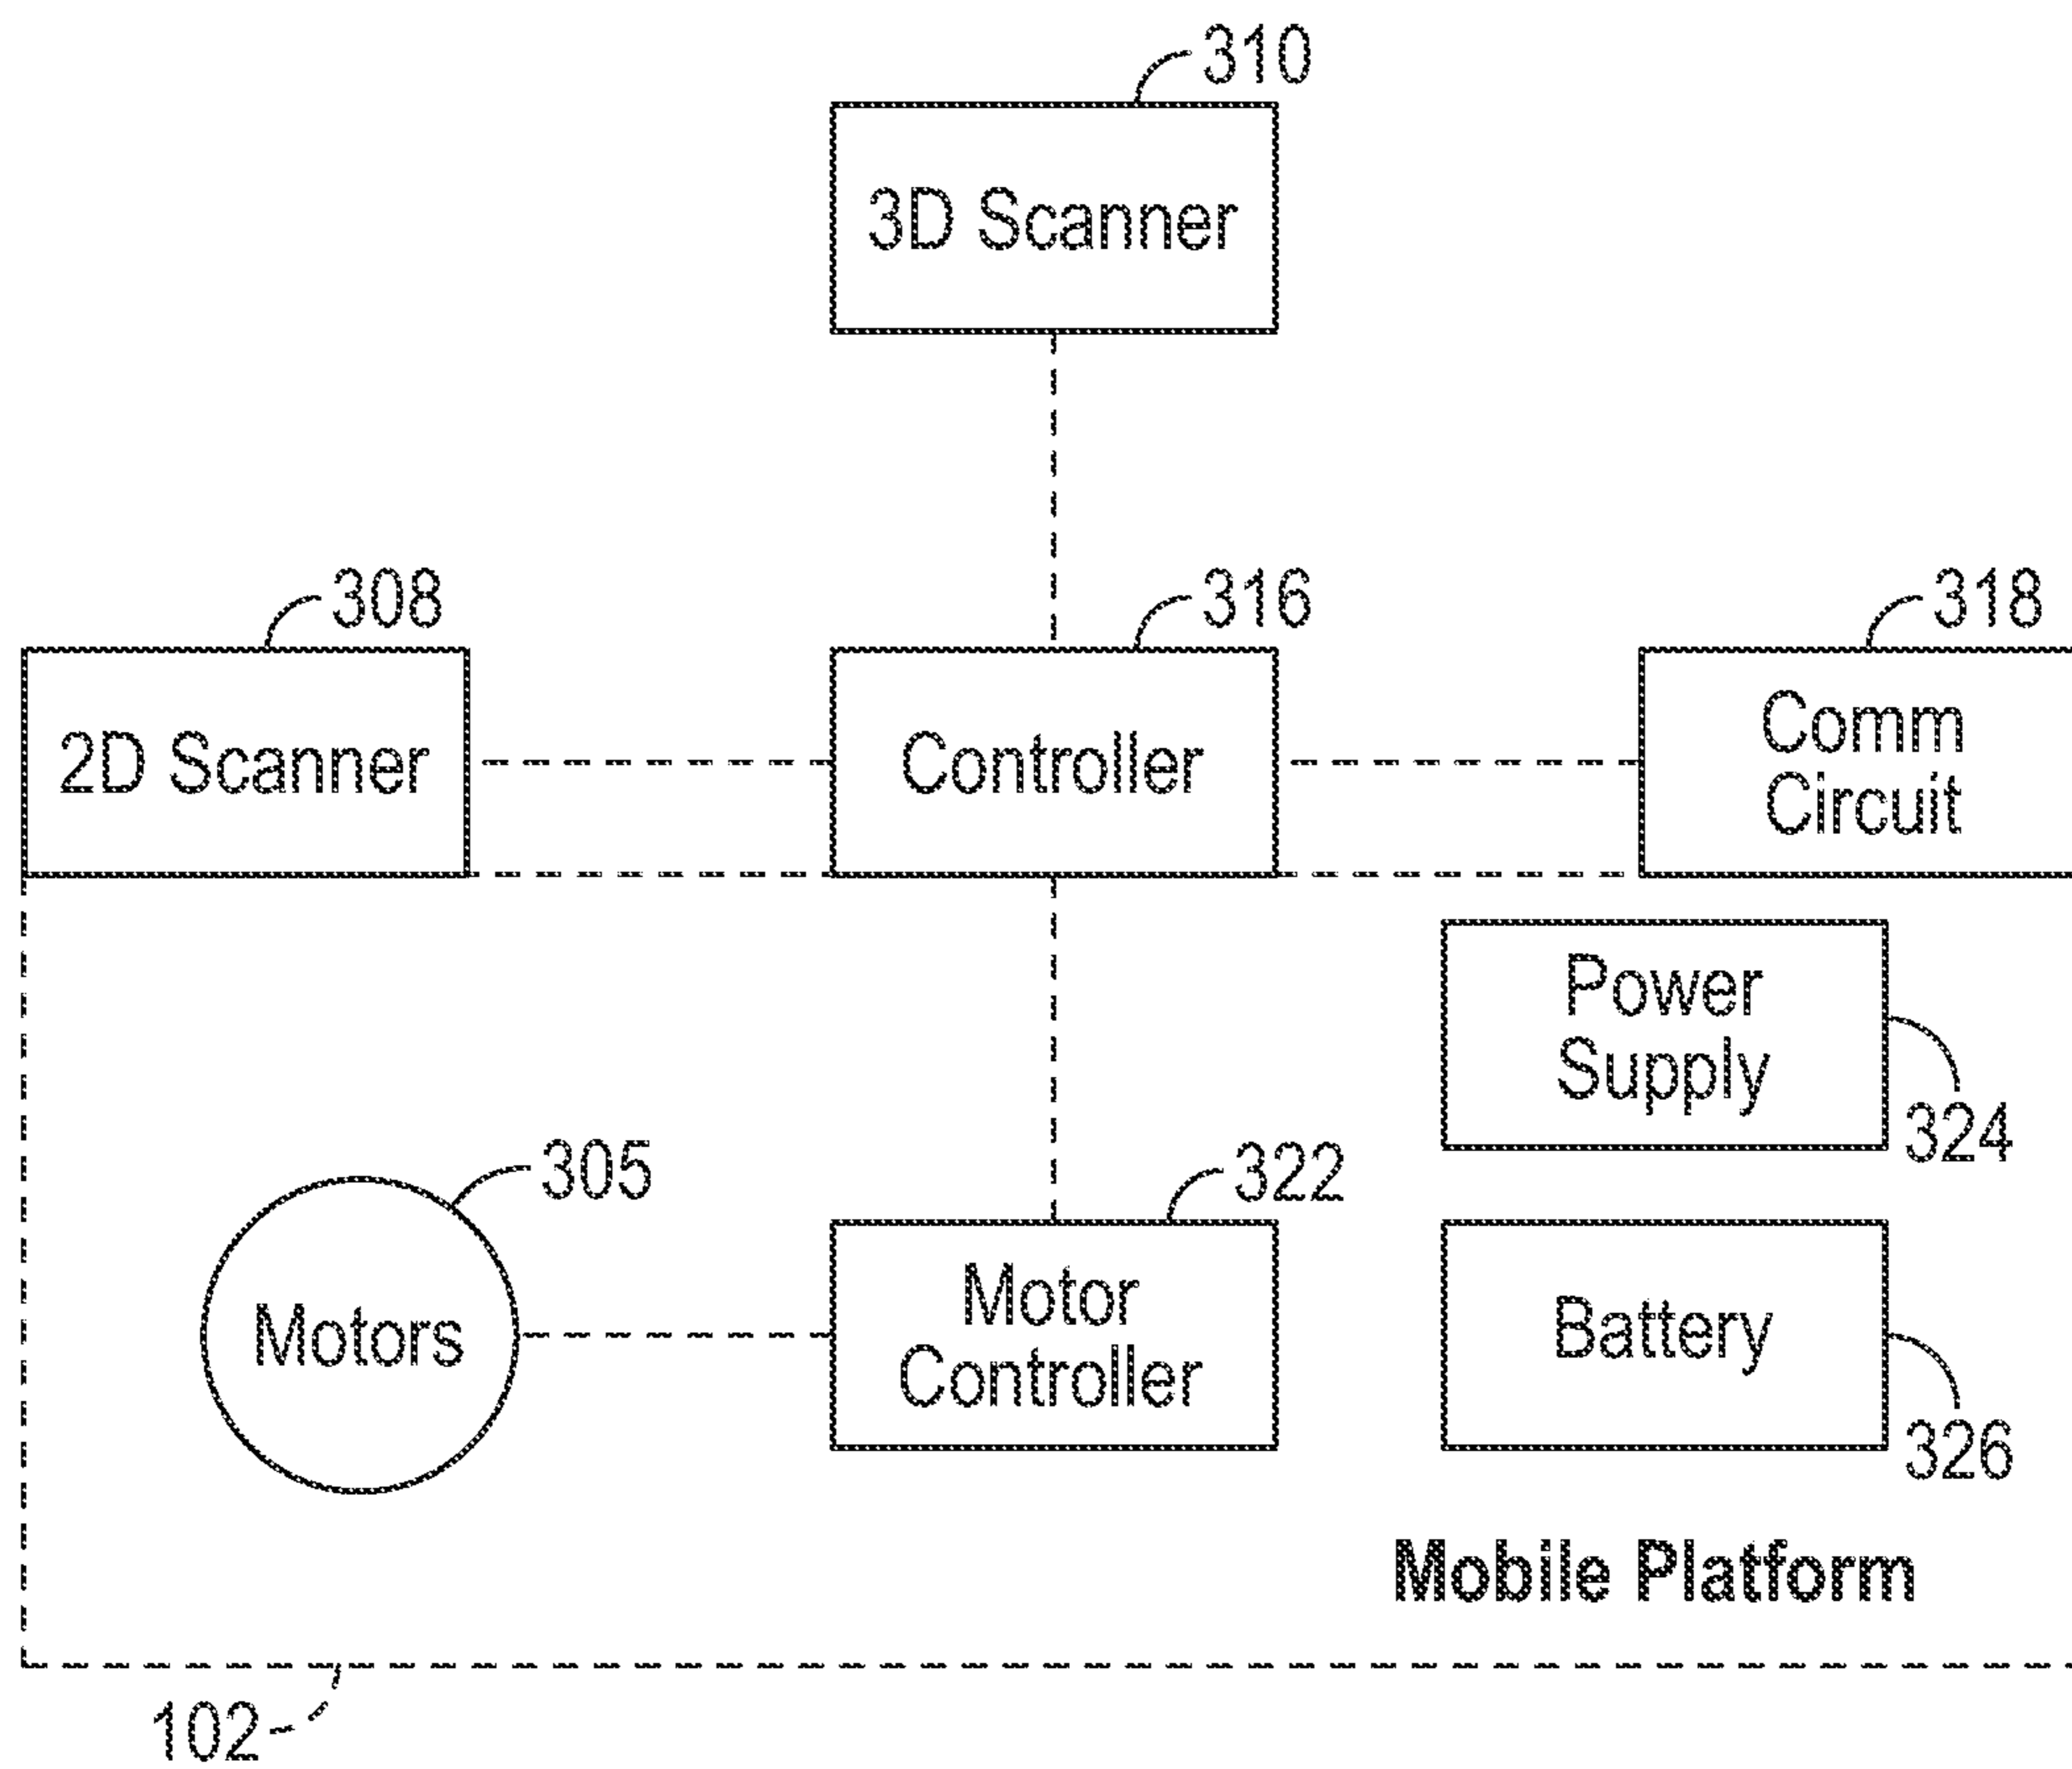 310
3D Scanner
308
316
318
2D Scanner
Controller
Comm
Circuit
Power
Supply
324
305
322
Motors
Motor
Controller
Battery
326
Mobile Platform
102